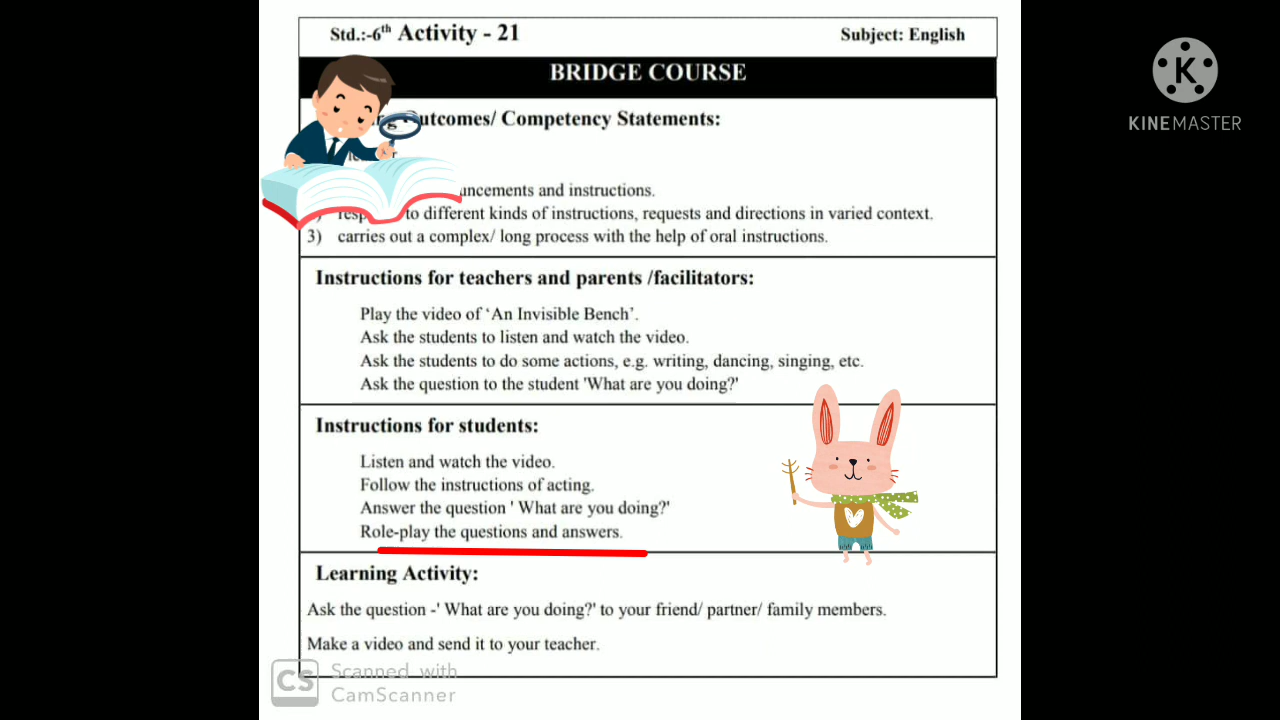 Std.:-6th Activity - 21 Subject: English
BRIDGE COURSE
utcomes/ Competency Statements:
uncements and instructions.
to different kinds of instructions, requests and directions in varied context.
3) carries out a complex/ long process with the help of oral instructions.
Instructions for teachers and parents /facilitators:
Play the video of ‘An Invisible Bench’.
Ask the students to listen and watch the video.
Ask the students to do some actions, e.g. writing, dancing, singing, etc.
Ask the question to the student 'What are you doing?'
Instructions for students:
Listen and watch the video.
Follow the instructions of acting.
Answer the question ' What are you doing?'
Role-play the questions and answers.
Learning Activity:
Ask the question -' What are you doing?' to your friend/ partner/ family members.
Make a video and send it to your teacher.
CS Scanned with
CamScanner
K
KINEMASTER